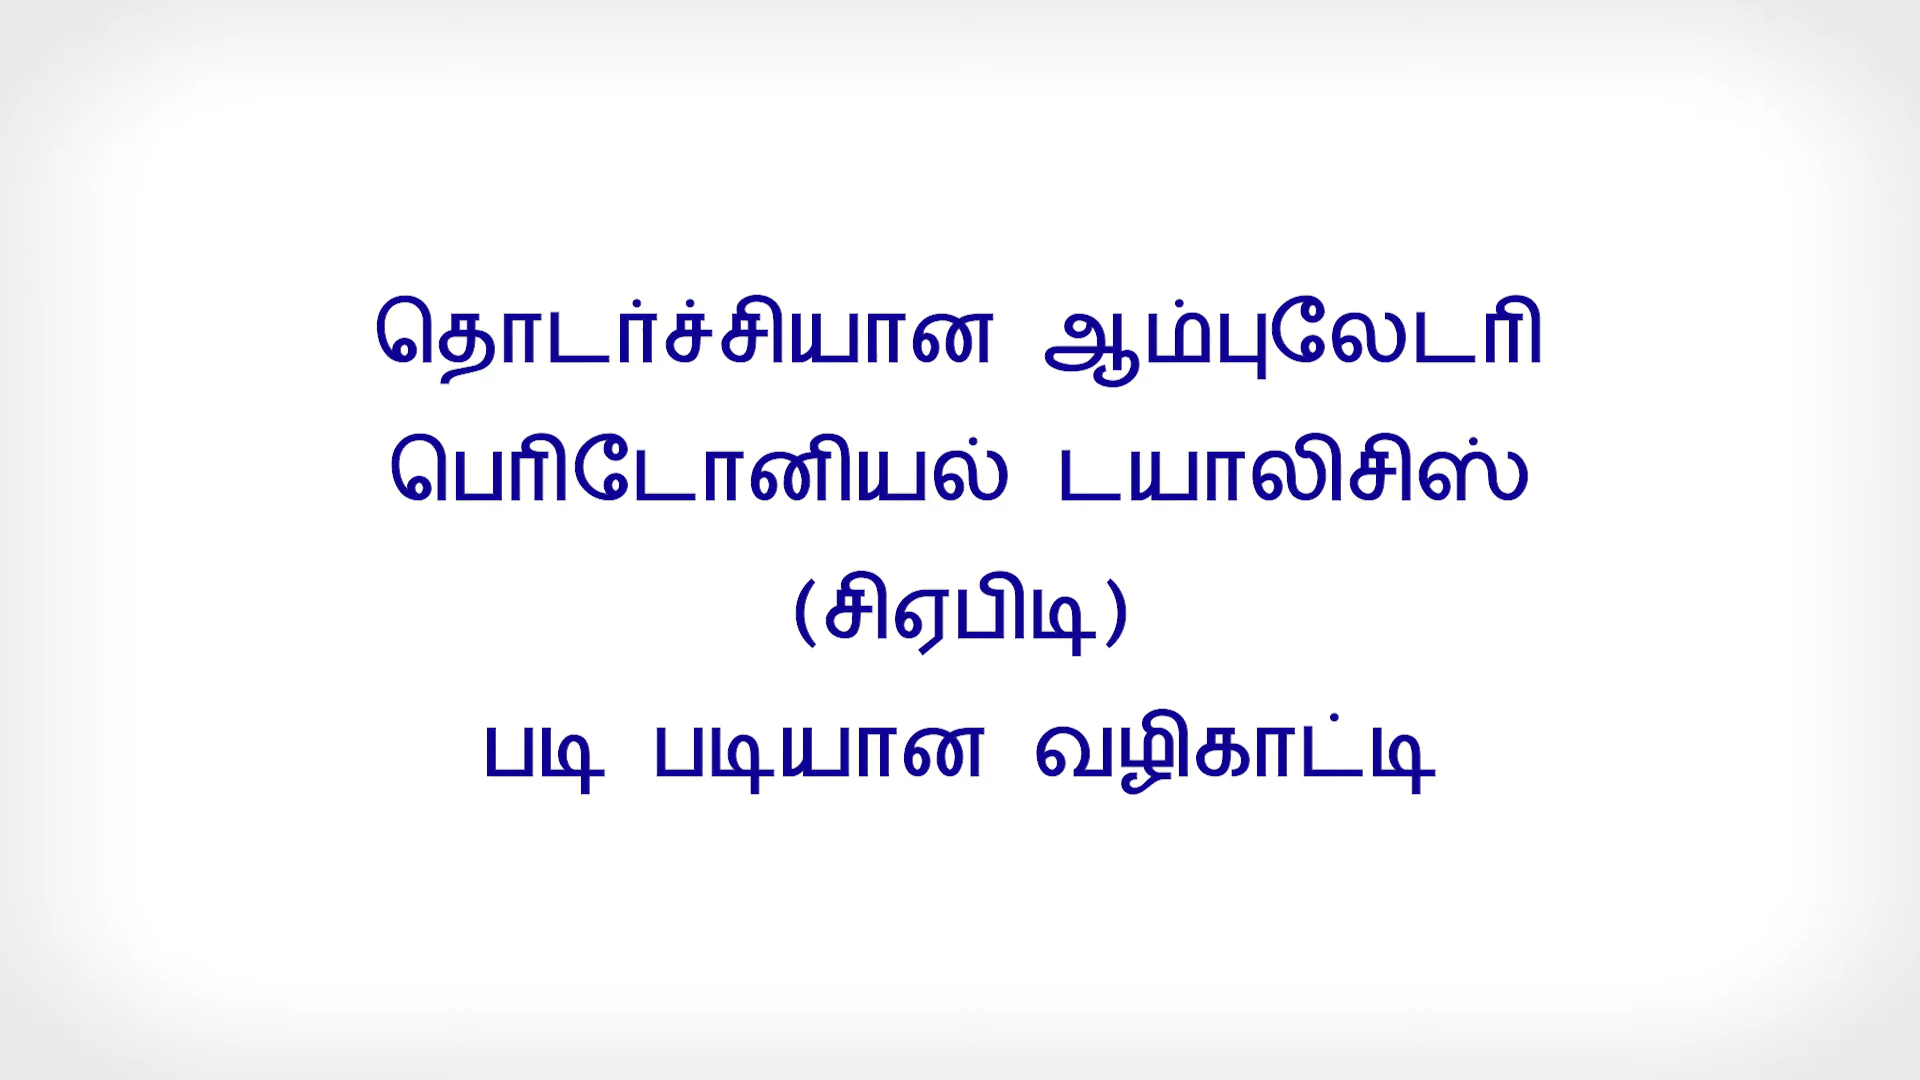 தொடர்ச்சியான ஆம்புலேடரி
பெரிடோனியல் டயாலிசிஸ்
(சிஏபிடி)
படி படியான வழிகாட்டி